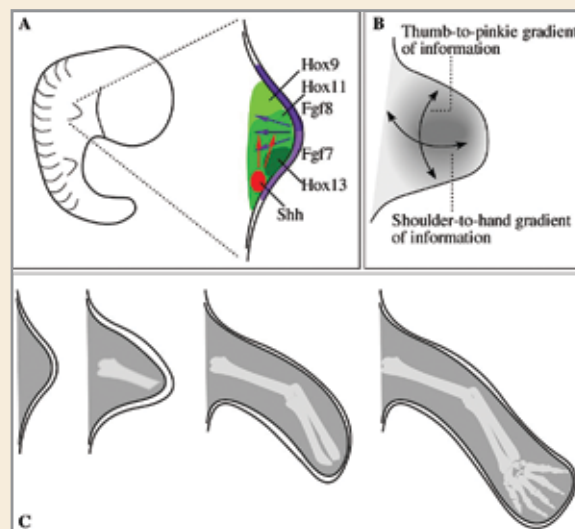 A
Hox9
Hox11
Fgf8
Fgf7
Hox13
Shh
B
Thumb-to-pinkie gradient
of information
Shoulder-to-hand gradient
of information
C